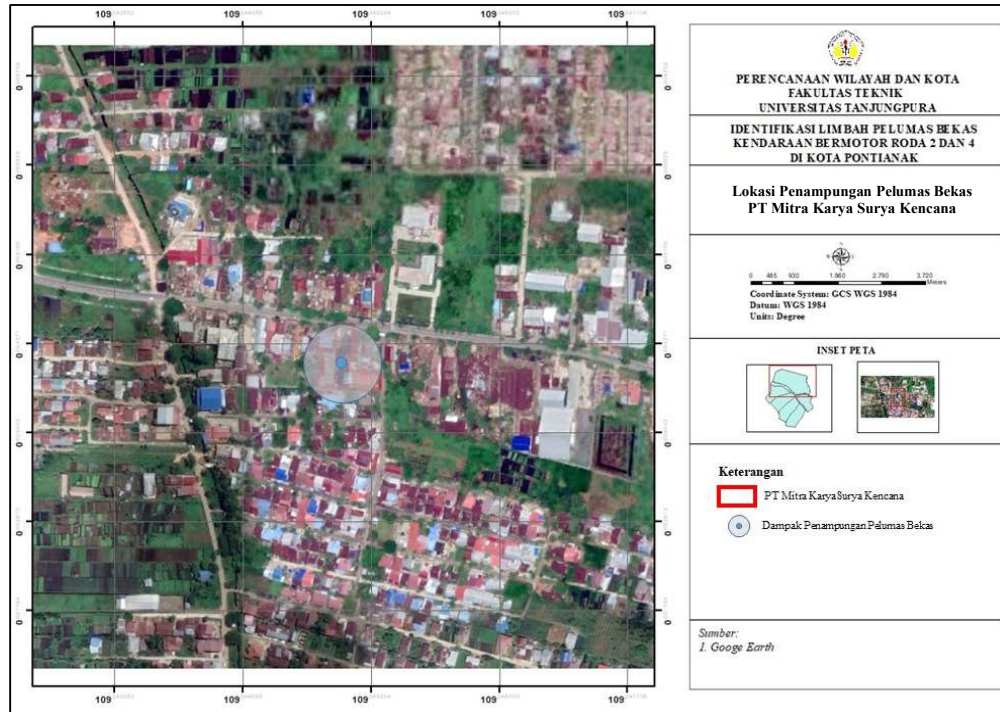 PERENCANAAN WILAYAH DAN KOTA
FAKULTAS TEKNIK
UNIVERSITAS TANJUNGPURA
IDENTIFIKASI LIMBAH PELUMAS BEKAS
KENDARAAN BERMOTOR RODA 2 DAN 4
DI KOTA PONTIANAK
Lokasi Penampungan Pelumas Bekas
PT Mitra Karya Surya Kencana
0 465 930 1.860 2.790 3.720
Meters
Coordinate System: GCS WGS 1984
Datum: WGS 1984
Units: Degree
INSET PETA
Keterangan
PT Mitra Karya Surya Kencana
Dampak Penampungan Pelumas Bekas
Sumber:
1. Googe Earth
109 109 109 109 109
109 109 109 109 109